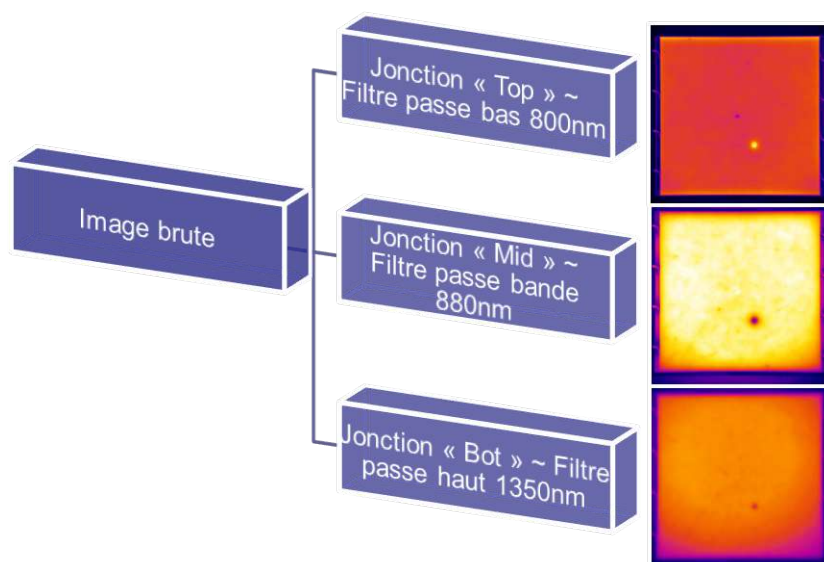 Image brute
Jonction « Top » ~
Filtre passe bas 800nm
Jonction « Mid » ~
Filtre passe bande
880nm
Jonction « Bot » ~ Filtre
passe haut 1350nm